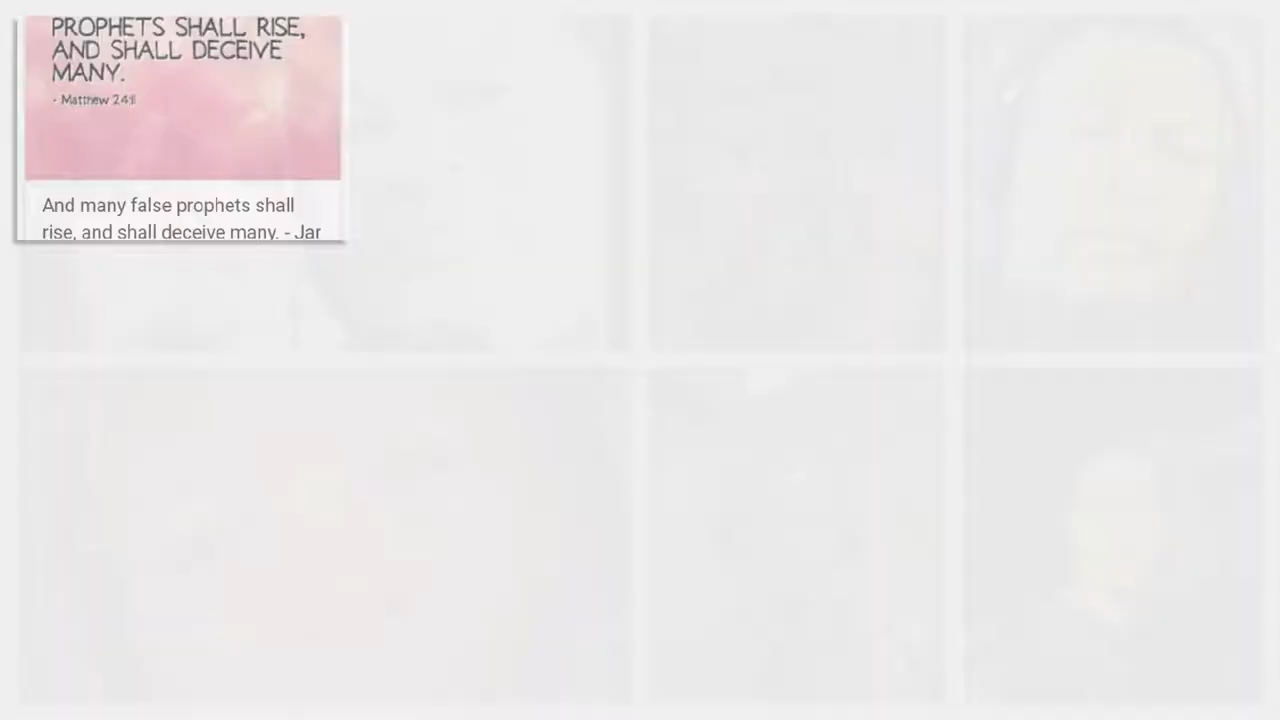 PROPHETS SHALL RISE,
AND SHALL DECEIVE
MANY.
- Matthew 24:11
And many false prophets shall
rise, and shall deceive many. - Jar